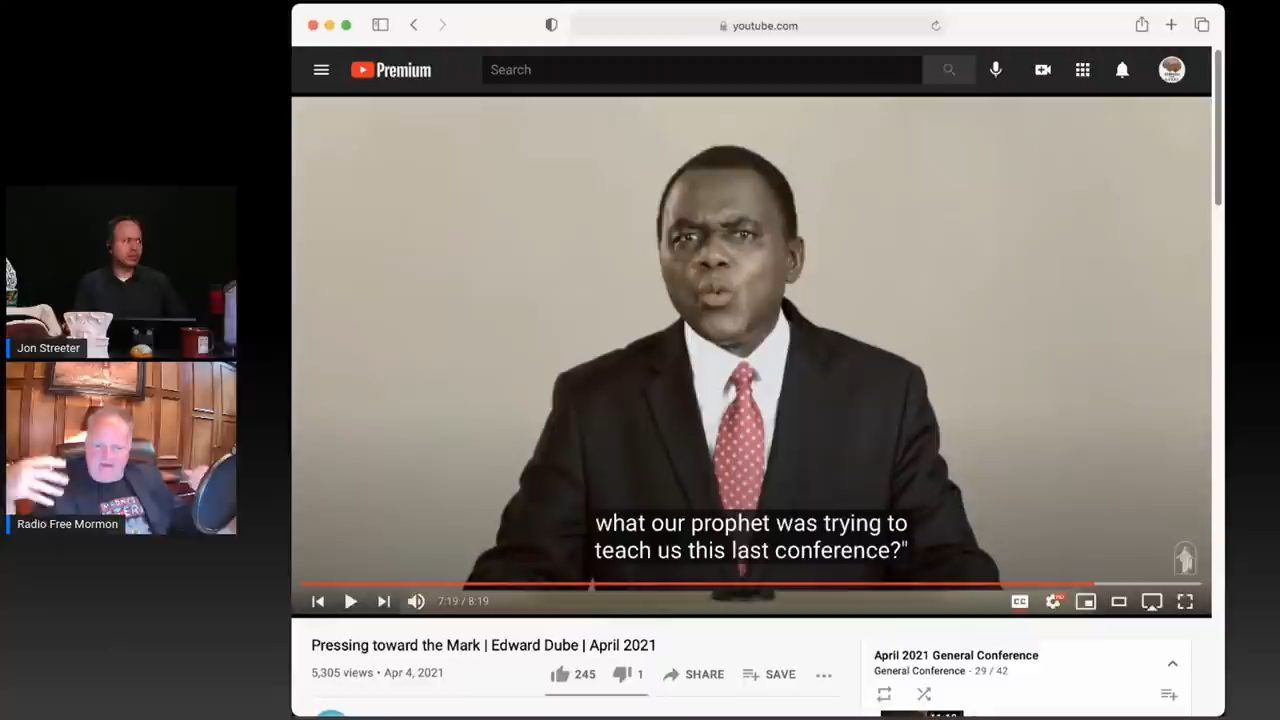 youtube.com
Premium
Search
what our prophet was trying to
teach us this last conference?"
7:19 / 8:19
CC
HD
Pressing toward the Mark | Edward Dube | April 2021
5,305 views • Apr 4, 2021
245
1
SHARE
SAVE
April 2021 General Conference
General Conference - 29 / 42
Jon Streeter
Radio Free Mormon